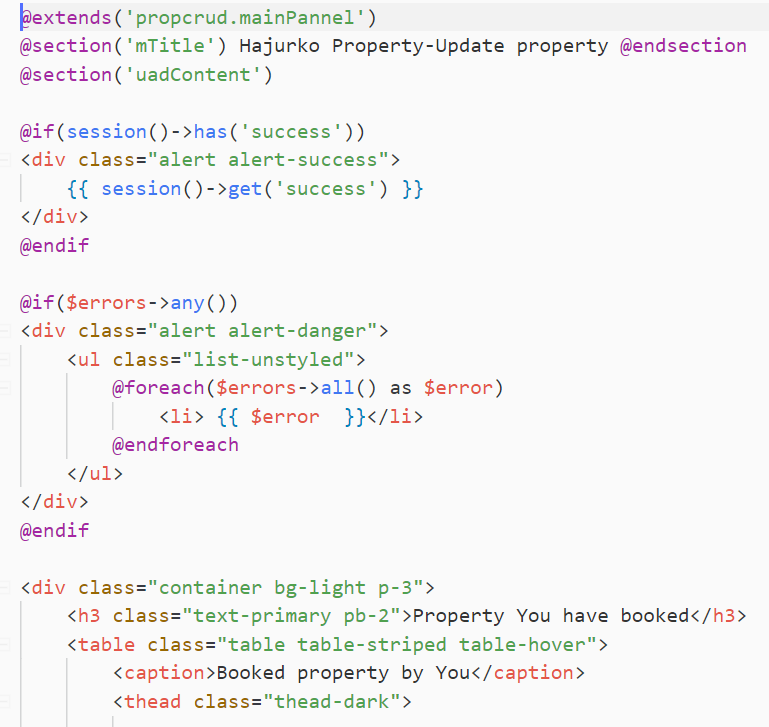 @extends('propcrud.mainPannel')
@section('mTitle') Hajurko Property-Update property @endsection
@section('uadContent')

@if(session()->has('success'))
<div class="alert alert-success">
    {{ session()->get('success') }}
</div>
@endif

@if($errors->any())
<div class="alert alert-danger">
    <ul class="list-unstyled">
        @foreach($errors->all() as $error)
            <li> {{ $error  }}</li>
        @endforeach
    </ul>
</div>
@endif

<div class="container bg-light p-3">
    <h3 class="text-primary pb-2">Property You have booked</h3>
    <table class="table table-striped table-hover">
        <caption>Booked property by You</caption>
        <thead class="thead-dark">